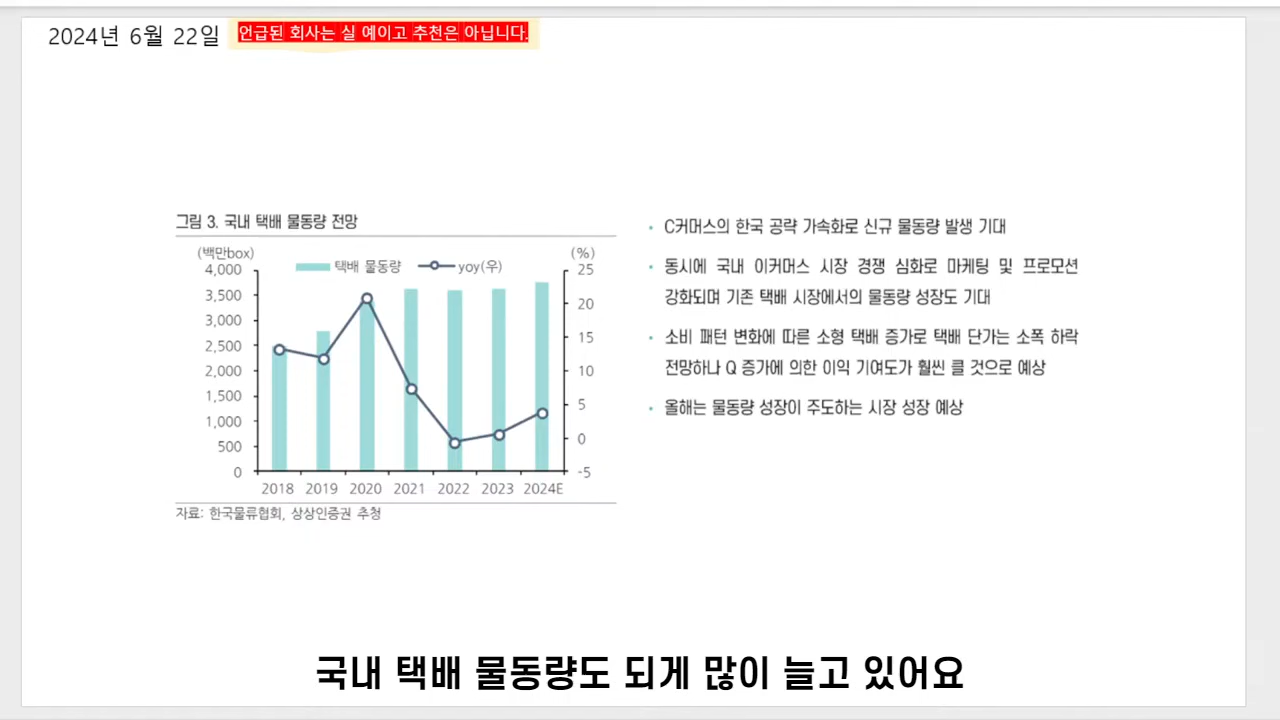 2024년 6월 22일
언급된 회사는 실 예이고 추천은 아닙니다.
그림 3. 국내 택배 물동량 전망
(백만box)
(%)
택배 물동량
yoy(우)
4,000
3,500
3,000
2,500
2,000
1,500
1,000
500
0
25
20
15
10
5
0
-5
2018 2019 2020 2021 2022 2023 2024E
자료: 한국물류협회, 상상인증권 추청
• C커머스의 한국 공략 가속화로 신규 물동량 발생 기대
• 동시에 국내 이커머스 시장 경쟁 심화로 마케팅 및 프로모션
강화되며 기존 택배 시장에서의 물동량 성장도 기대
• 소비 패턴 변화에 따른 소형 택배 증가로 택배 단가는 소폭 하락
전망하나 Q 증가에 의한 이익 기여도가 훨씬 클 것으로 예상
• 올해는 물동량 성장이 주도하는 시장 성장 예상
국내 택배 물동량도 되게 많이 늘고 있어요